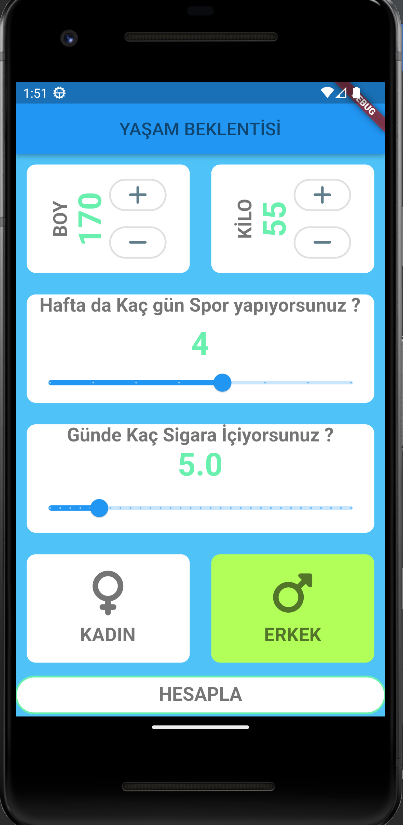 1:51
DEBUG
YAŞAM BEKLENTİSİ
BOY
170
KİLO
55
Hafta da Kaç gün Spor yapıyorsunuz ?
4
Günde Kaç Sigara İçiyorsunuz ?
5.0
KADIN
ERKEK
HESAPLA